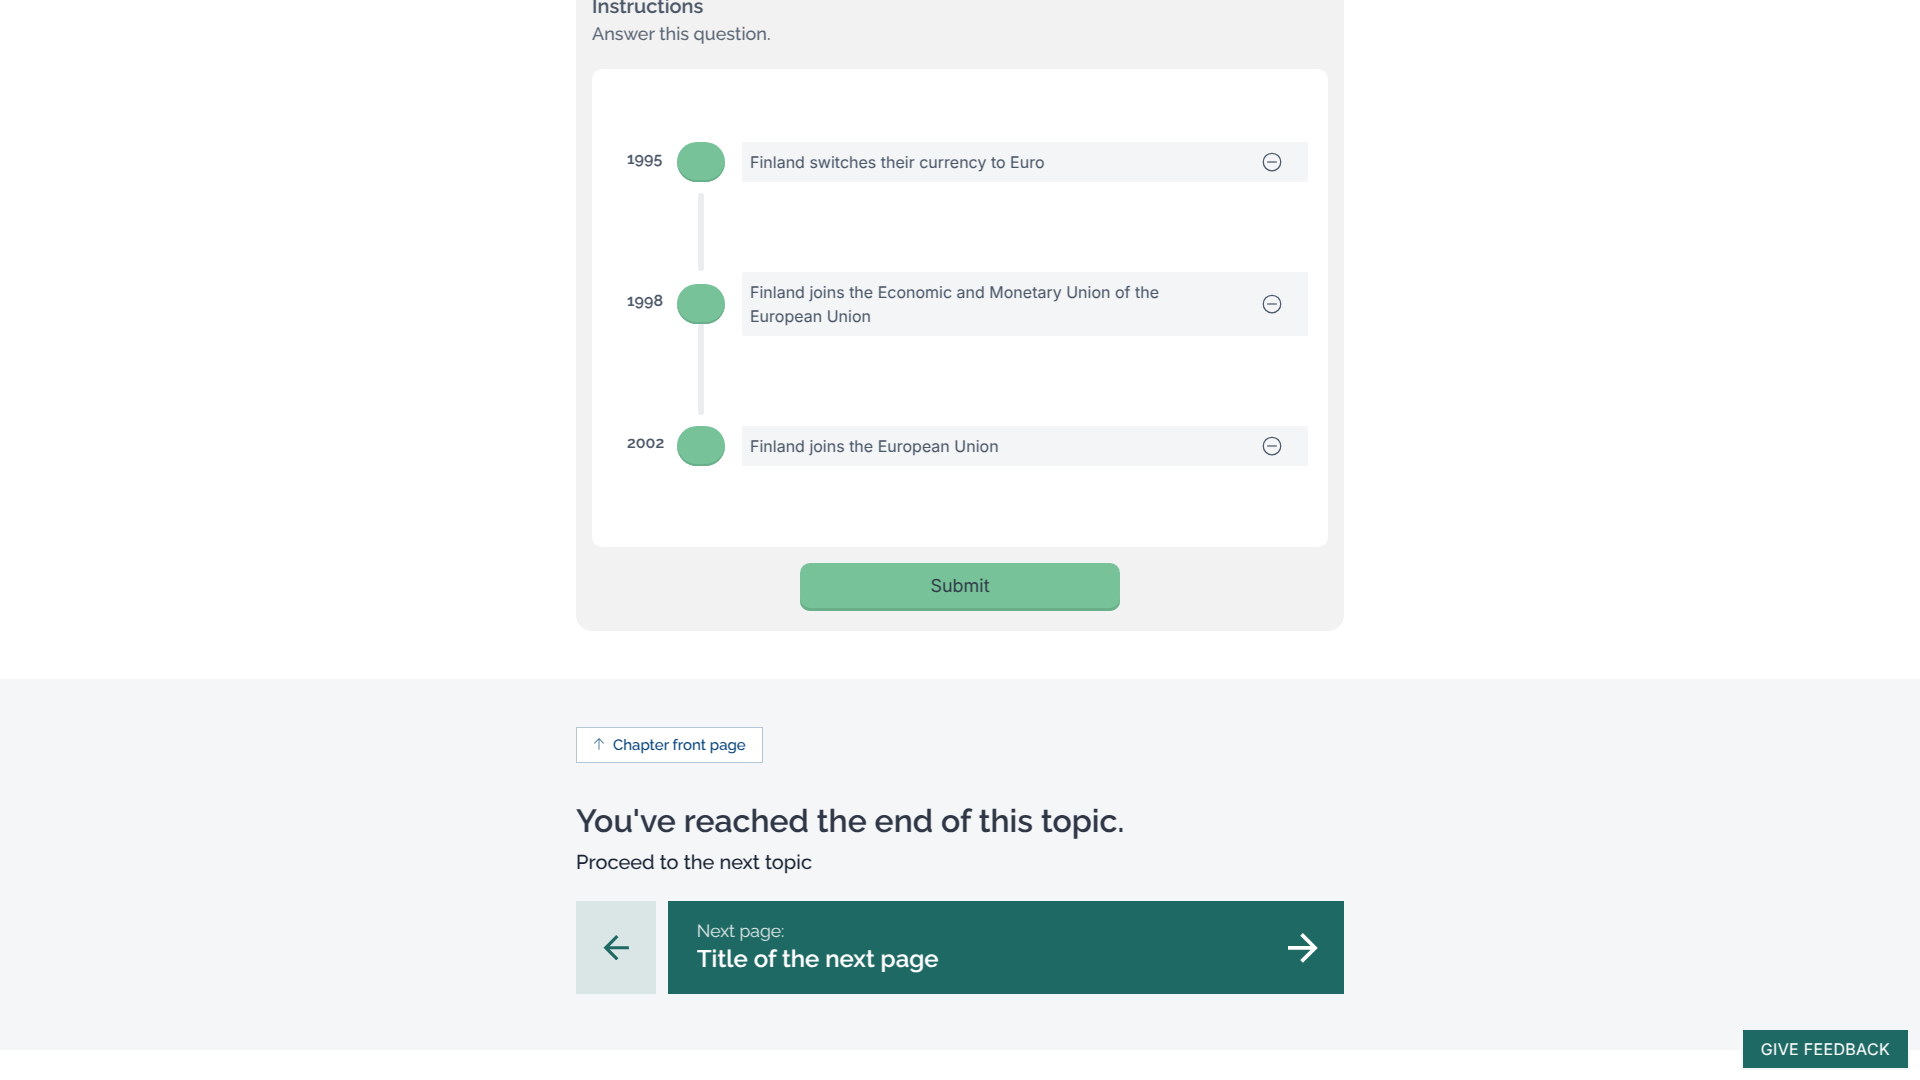 Instructions
Answer this question.
1995
Finland switches their currency to Euro
1998
Finland joins the Economic and Monetary Union of the
European Union
2002
Finland joins the European Union
Submit
Chapter front page
You've reached the end of this topic.
Proceed to the next topic
Next page:
Title of the next page
GIVE FEEDBACK